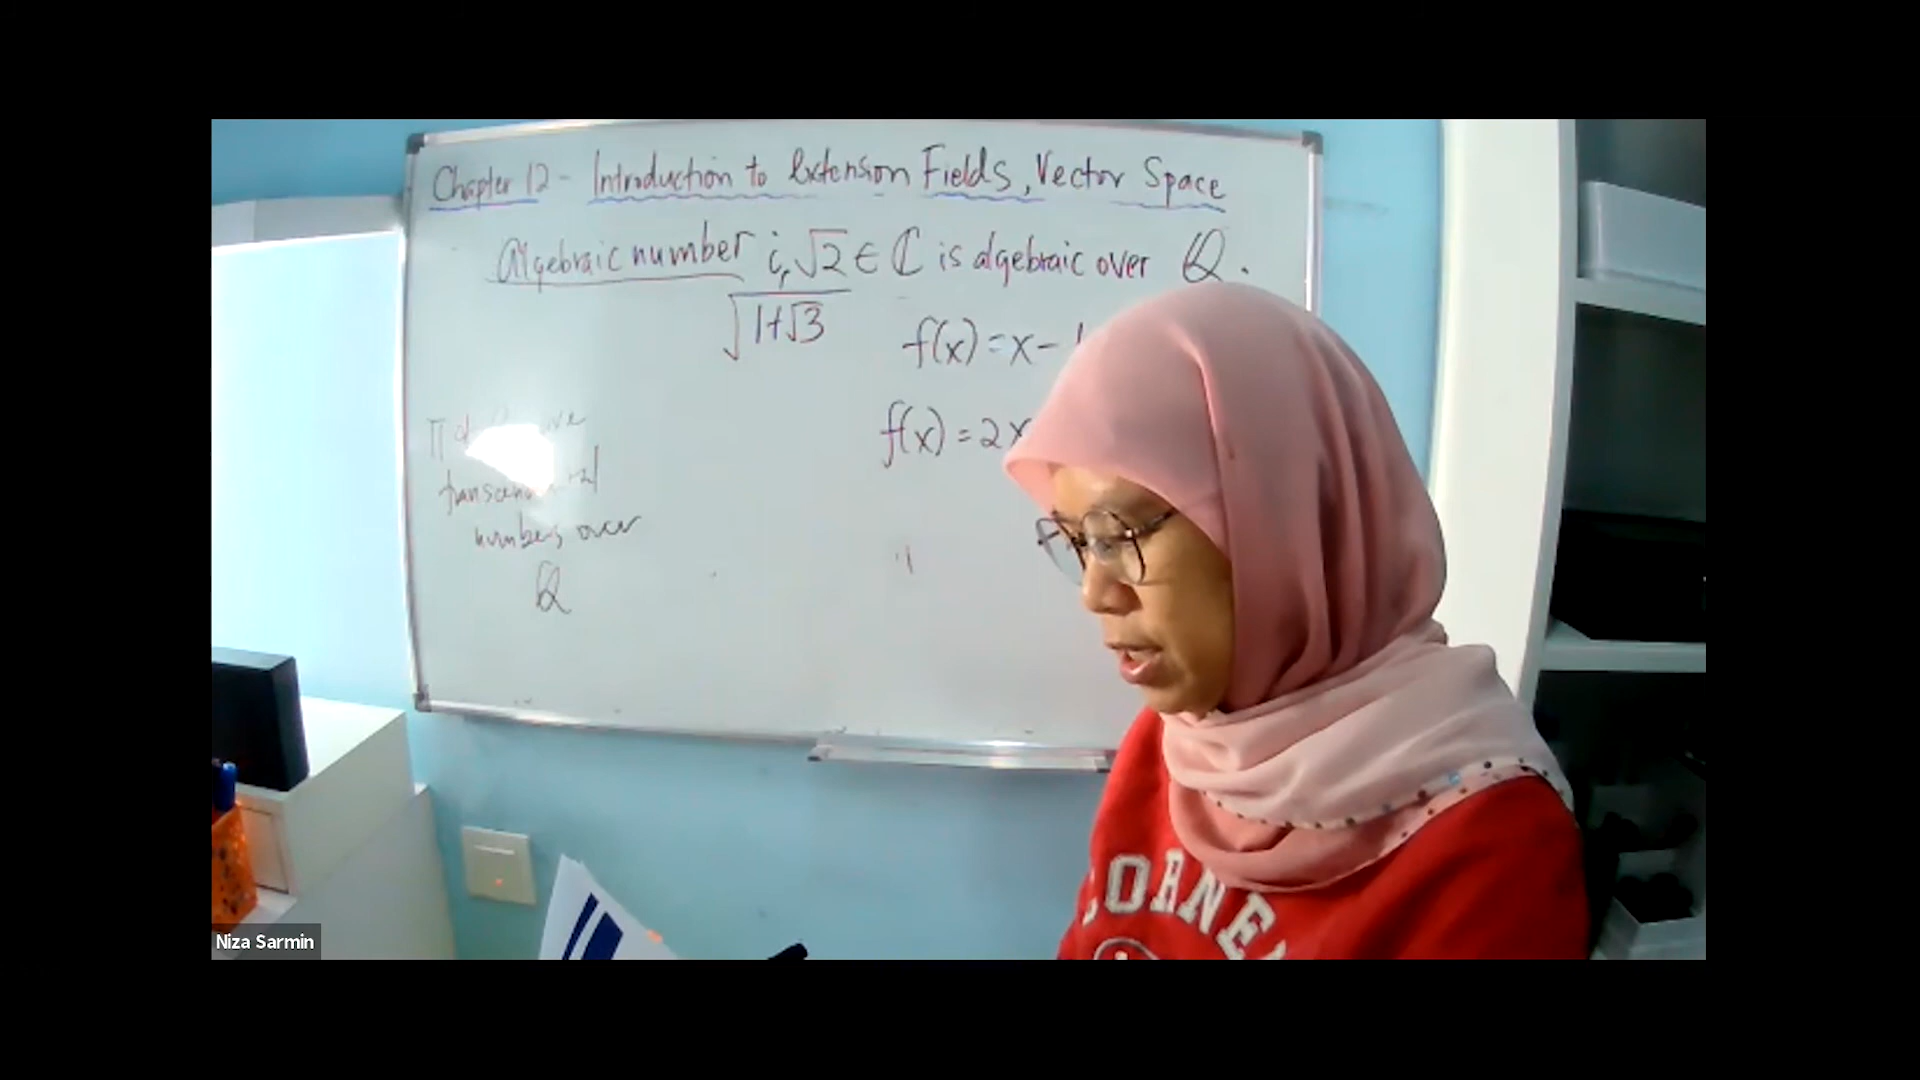 Chapter 12 - Introduction to Extension Fields, Vector Space
Algebraic number i, √2 ∈ ℂ is algebraic over ℚ.
√(1+√3)
f(x) = x -
f(x) = 2x
π
numbers over
ℚ
CORNE
Niza Sarmin